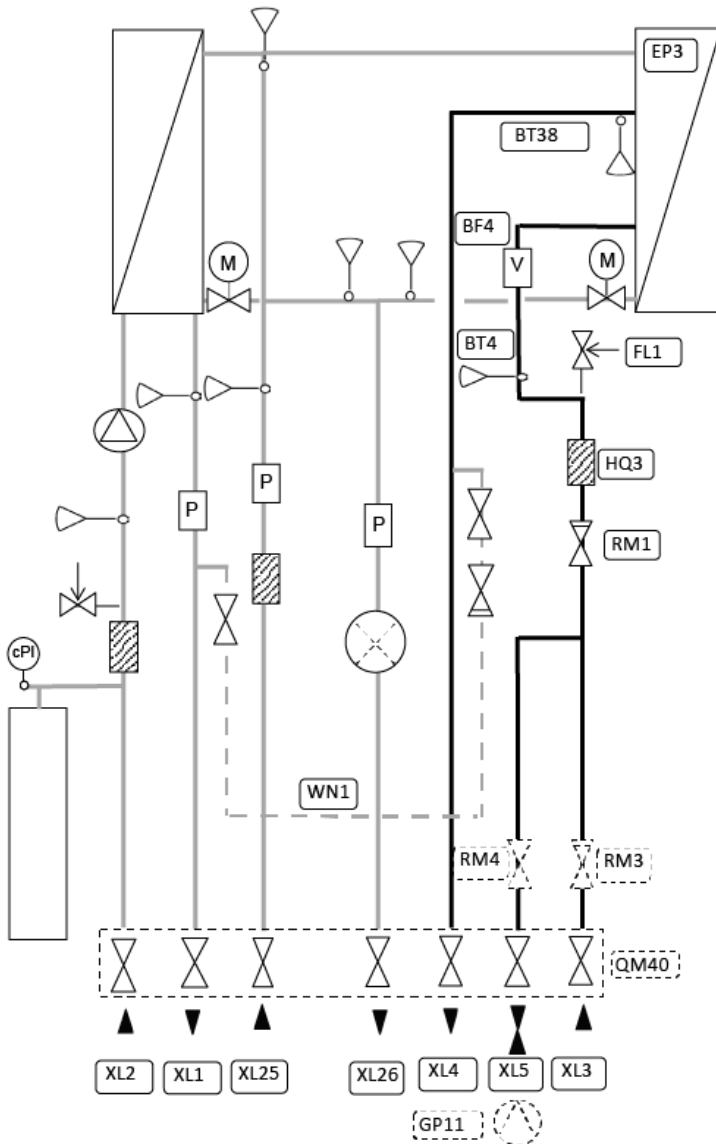 EP3
BT38
BF4
M
V
M
BT4
FL1
P
HQ3
P
P
RM1
cPI
WN1
RM4
RM3
QM40
XL2
XL1
XL25
XL26
XL4
XL5
XL3
GP11